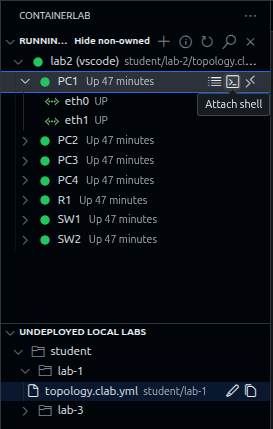 CONTAINERLAB
RUNNIN... Hide non-owned
lab2 (vscode) student/lab-2/topology.cl...
PC1 Up 47 minutes
Attach shell
eth0 UP
eth1 UP
PC2 Up 47 minutes
PC3 Up 47 minutes
PC4 Up 47 minutes
R1 Up 47 minutes
SW1 Up 47 minutes
SW2 Up 47 minutes
UNDEPLOYED LOCAL LABS
student
lab-1
topology.clab.yml student/lab-1
lab-3